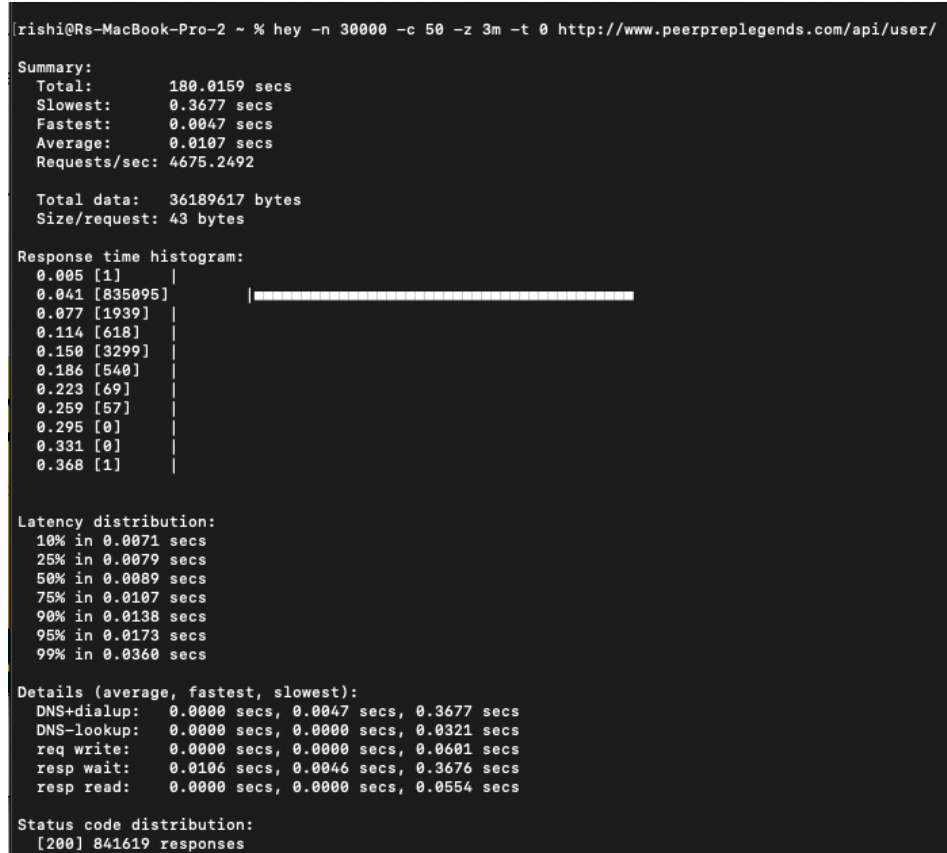 [rishi@Rs-MacBook-Pro-2 ~ % hey -n 30000 -c 50 -z 3m -t 0 http://www.peerpreplegends.com/api/user/
Summary:
Total: 180.0159 secs
Slowest: 0.3677 secs
Fastest: 0.0047 secs
Average: 0.0107 secs
Requests/sec: 4675.2492
Total data: 36189617 bytes
Size/request: 43 bytes
Response time histogram:
0.005 [1] |
0.041 [835095] |■■■■■■■■■■■■■■■■■■■■■■■■■■■■■■■■■■■■■■■■
0.077 [1939] |
0.114 [618] |
0.150 [3299] |
0.186 [540] |
0.223 [69] |
0.259 [57] |
0.295 [0] |
0.331 [0] |
0.368 [1] |
Latency distribution:
10% in 0.0071 secs
25% in 0.0079 secs
50% in 0.0089 secs
75% in 0.0107 secs
90% in 0.0138 secs
95% in 0.0173 secs
99% in 0.0360 secs
Details (average, fastest, slowest):
DNS+dialup: 0.0000 secs, 0.0047 secs, 0.3677 secs
DNS-lookup: 0.0000 secs, 0.0000 secs, 0.0321 secs
req write: 0.0000 secs, 0.0000 secs, 0.0601 secs
resp wait: 0.0106 secs, 0.0046 secs, 0.3676 secs
resp read: 0.0000 secs, 0.0000 secs, 0.0554 secs
Status code distribution:
[200] 841619 responses